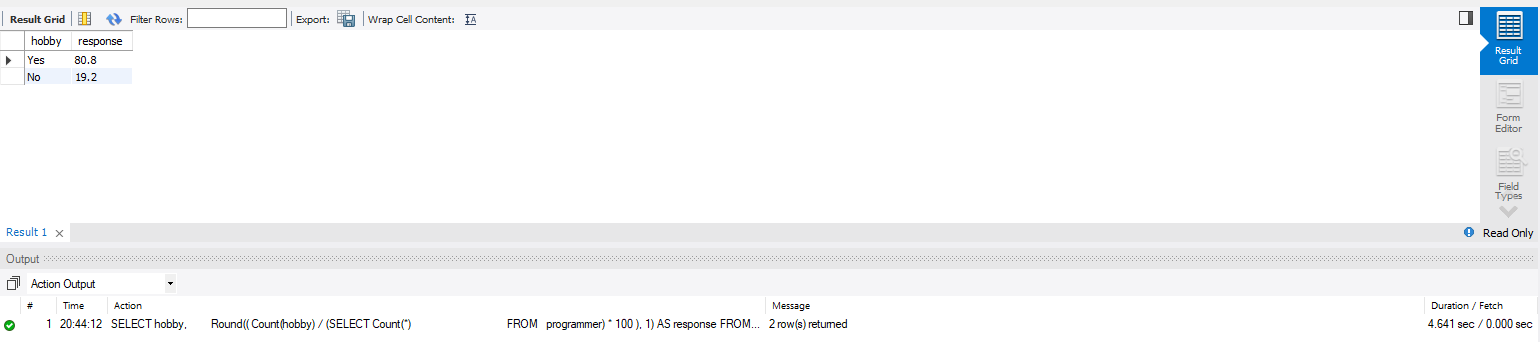 Result Grid Filter Rows: Export: Wrap Cell Content:
hobby response
Yes 80.8
No 19.2
Result
Grid
Form
Editor
Field
Types
Result 1 Read Only
Output
Action Output
# Time Action Message Duration / Fetch
1 20:44:12 SELECT hobby, Round(( Count(hobby) / (SELECT Count(*) FROM programmer) * 100 ), 1) AS response FROM... 2 row(s) returned 4.641 sec / 0.000 sec